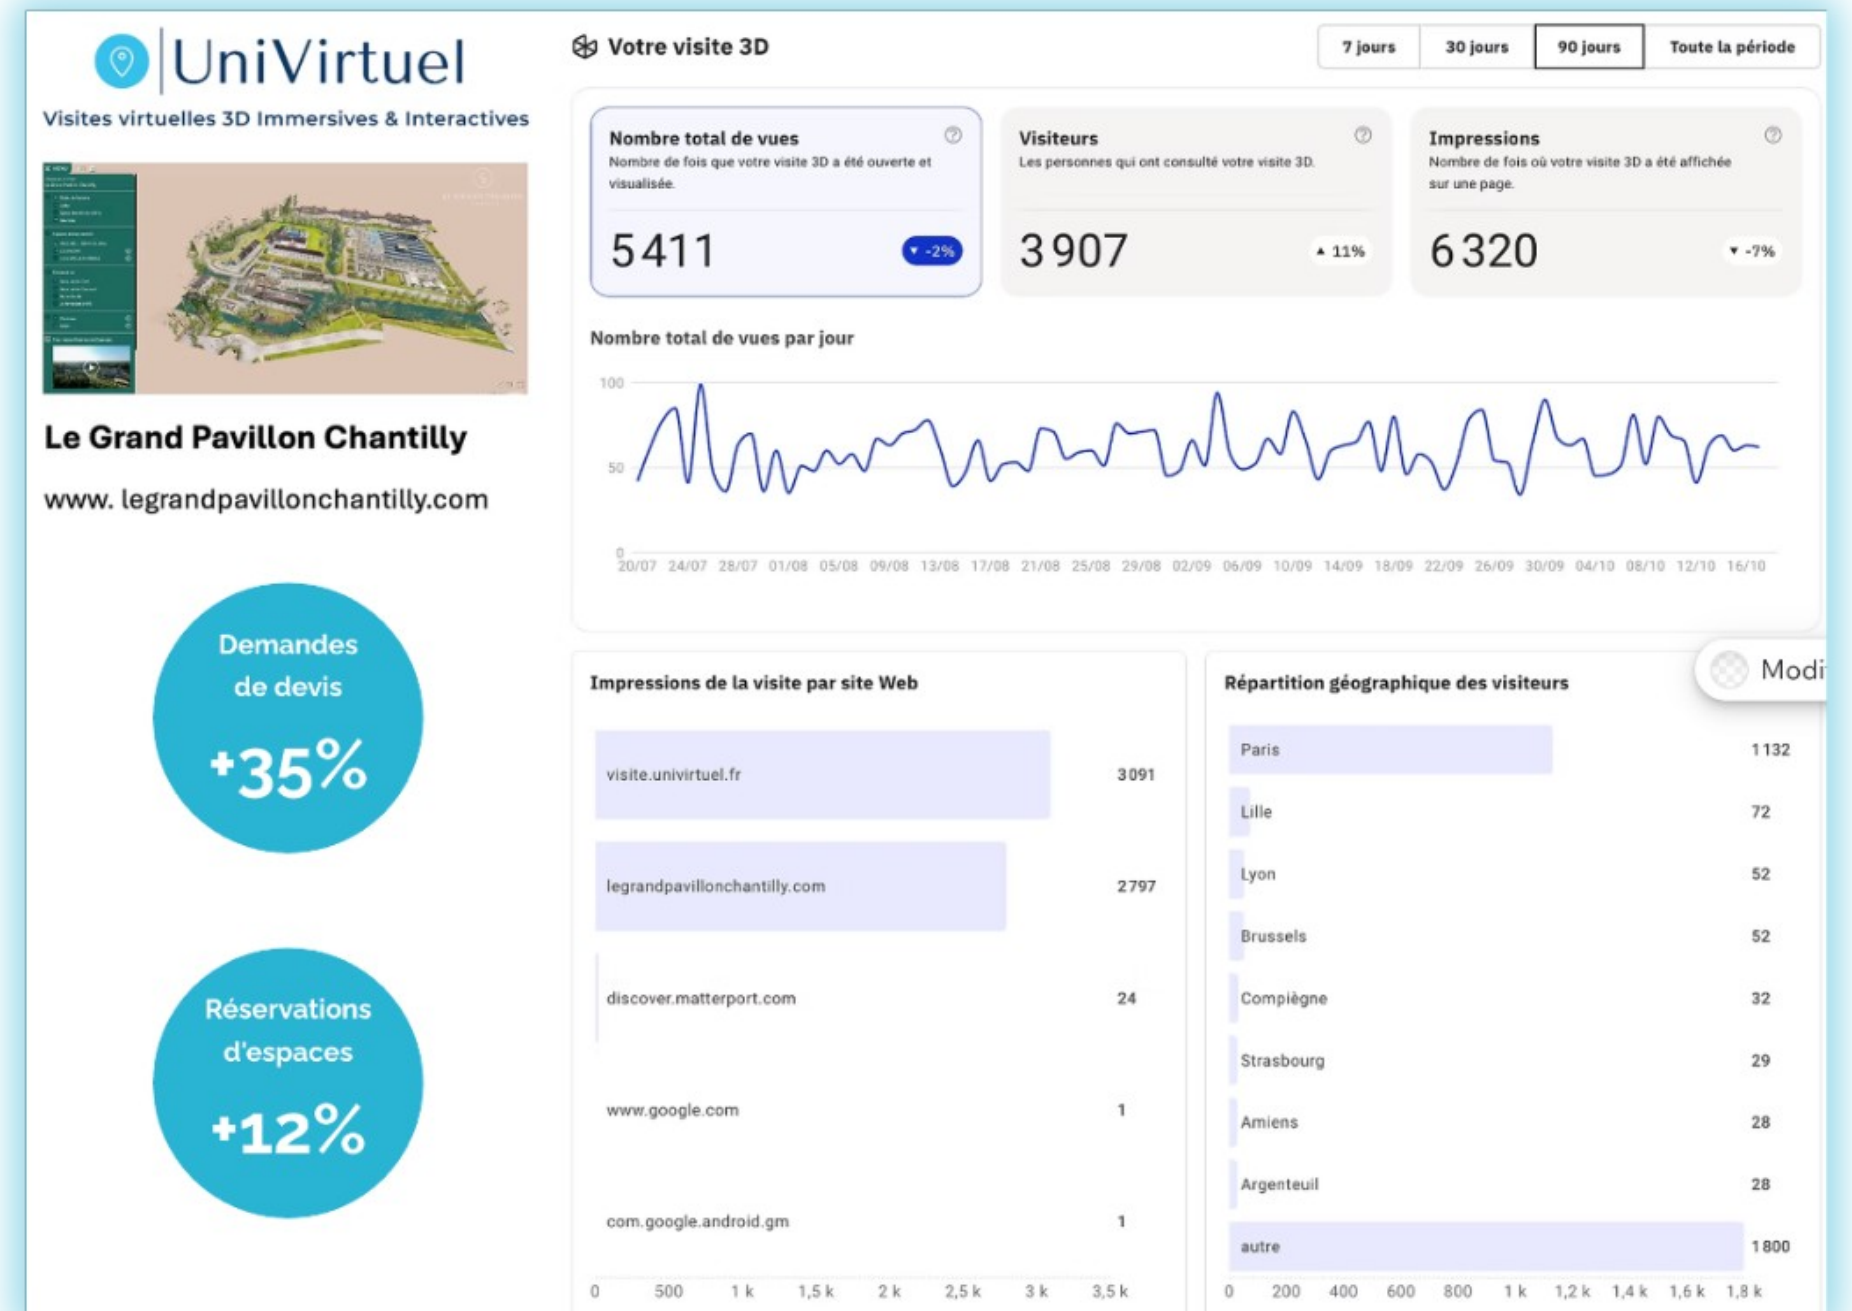 UniVirtuel
Visites virtuelles 3D Immersives & Interactives
MENU
Le Grand Pavillon Chantilly
www. legrandpavillonchantilly.com
Demandes
de devis
+35%
Réservations
d'espaces
+12%
Votre visite 3D
7 jours
30 jours
90 jours
Toute la période
Nombre total de vues
Nombre de fois que votre visite 3D a été ouverte et
visualisée.
5 411
▼ -2%
Visiteurs
Les personnes qui ont consulté votre visite 3D.
3 907
▲ 11%
Impressions
Nombre de fois où votre visite 3D a été affichée
sur une page.
6 320
▼ -7%
Nombre total de vues par jour
100
50
0
20/07 24/07 28/07 01/08 05/08 09/08 13/08 17/08 21/08 25/08 29/08 02/09 06/09 10/09 14/09 18/09 22/09 26/09 30/09 04/10 08/10 12/10 16/10
Impressions de la visite par site Web
visite.univirtuel.fr 3 091
legrandpavillonchantilly.com 2 797
discover.matterport.com 24
www.google.com 1
com.google.android.gm 1
0 500 1 k 1,5 k 2 k 2,5 k 3 k 3,5 k
Répartition géographique des visiteurs
Modi
Paris 1 132
Lille 72
Lyon 52
Brussels 52
Compiègne 32
Strasbourg 29
Amiens 28
Argenteuil 28
autre 1 800
0 200 400 600 800 1 k 1,2 k 1,4 k 1,6 k 1,8 k